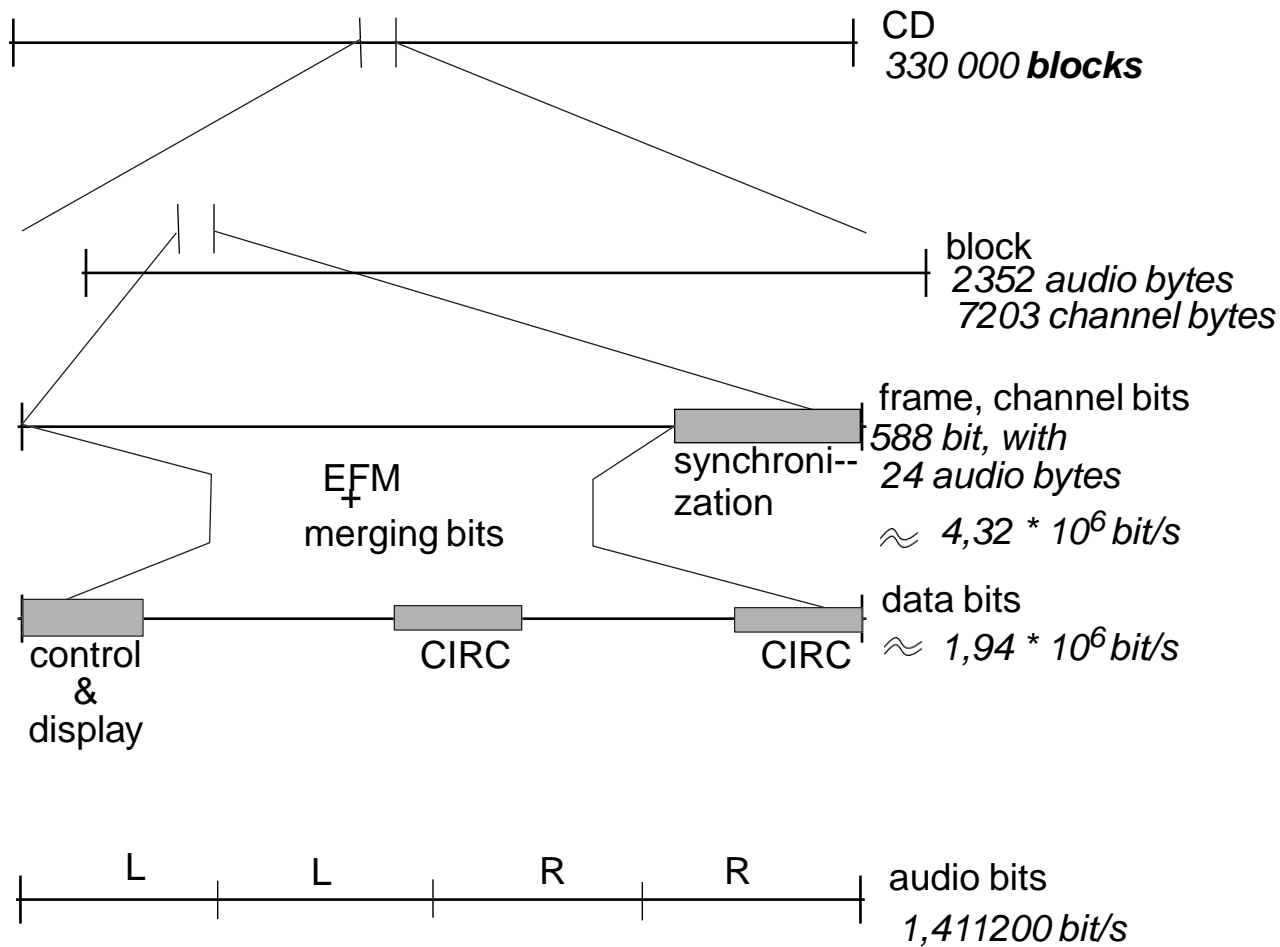 CD
330 000 blocks
block
2352 audio bytes
7203 channel bytes
frame, channel bits
588 bit, with
24 audio bytes
≈ 4,32 * 10⁶ bit/s
synchroni--
zation
EFM
+
merging bits
data bits
≈ 1,94 * 10⁶ bit/s
control
&
display
CIRC
CIRC
L
L
R
R
audio bits
1,411200 bit/s